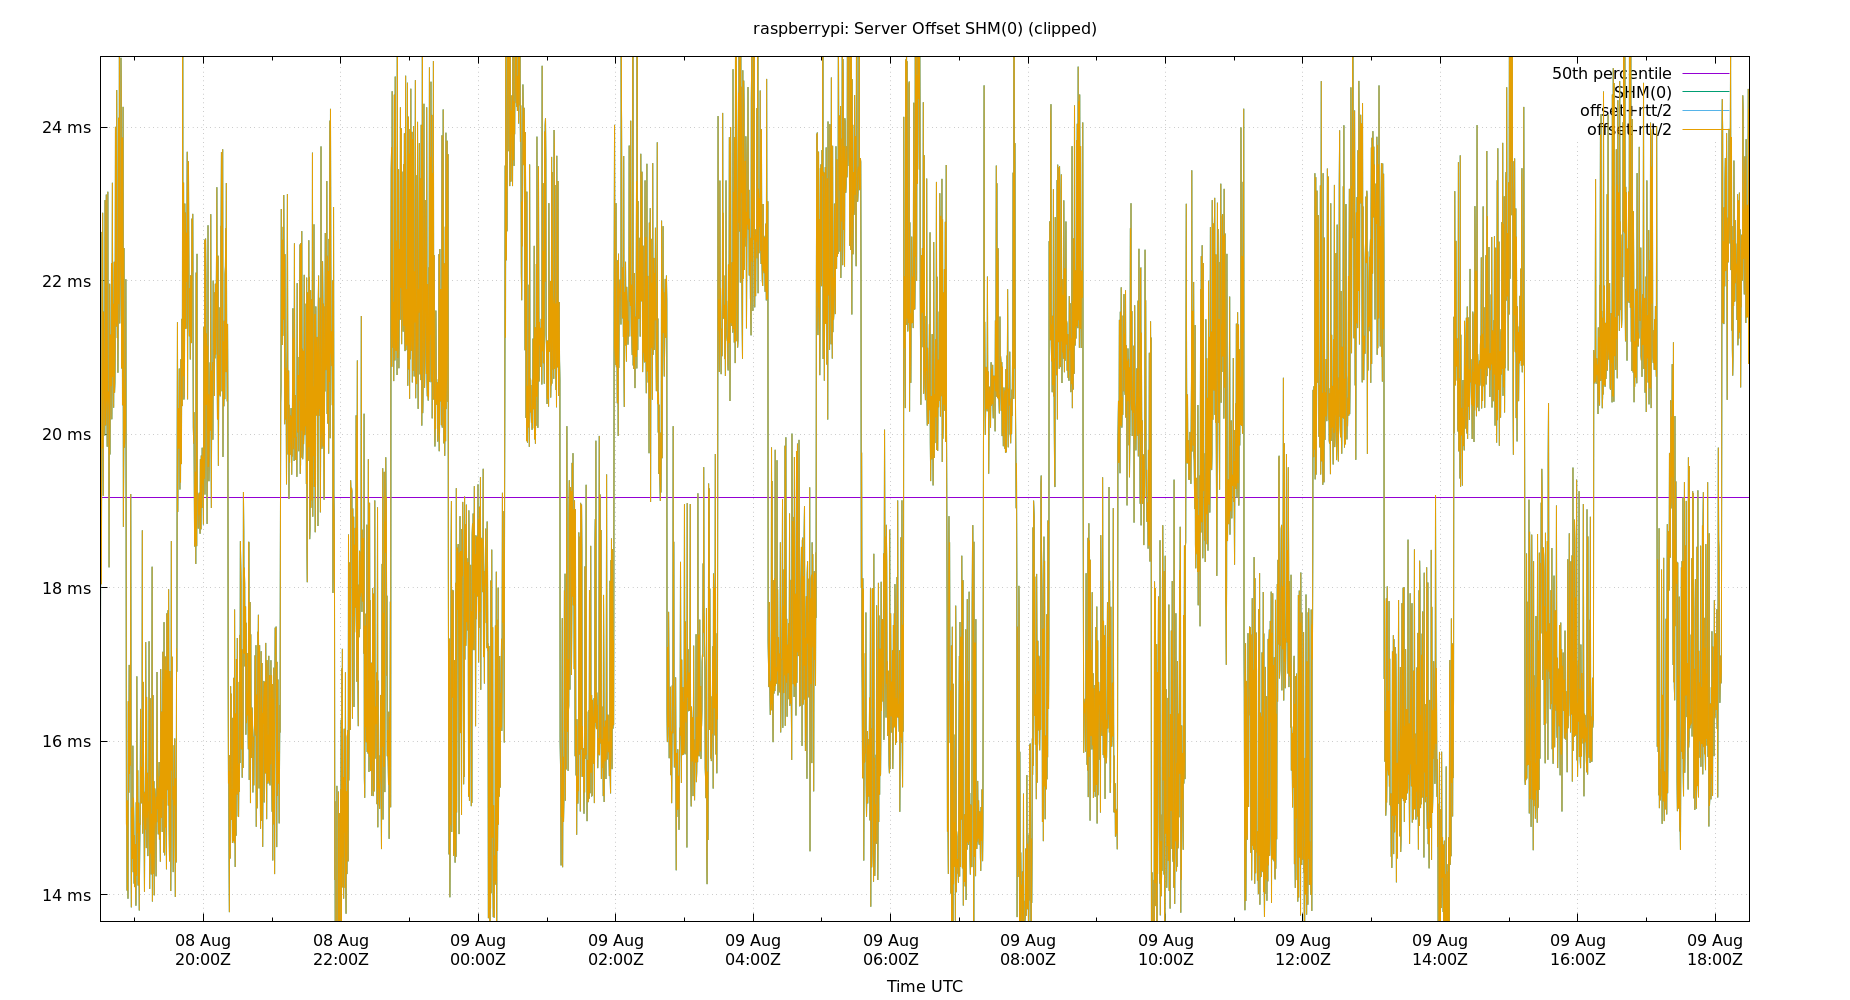 raspberrypi: Server Offset SHM(0) (clipped)
50th percentile
SHM(0)
offset+rtt/2
offset-rtt/2
24 ms
22 ms
20 ms
18 ms
16 ms
14 ms
08 Aug 08 Aug 09 Aug 09 Aug 09 Aug 09 Aug 09 Aug 09 Aug 09 Aug 09 Aug 09 Aug 09 Aug
20:00Z 22:00Z 00:00Z 02:00Z 04:00Z 06:00Z 08:00Z 10:00Z 12:00Z 14:00Z 16:00Z 18:00Z
Time UTC